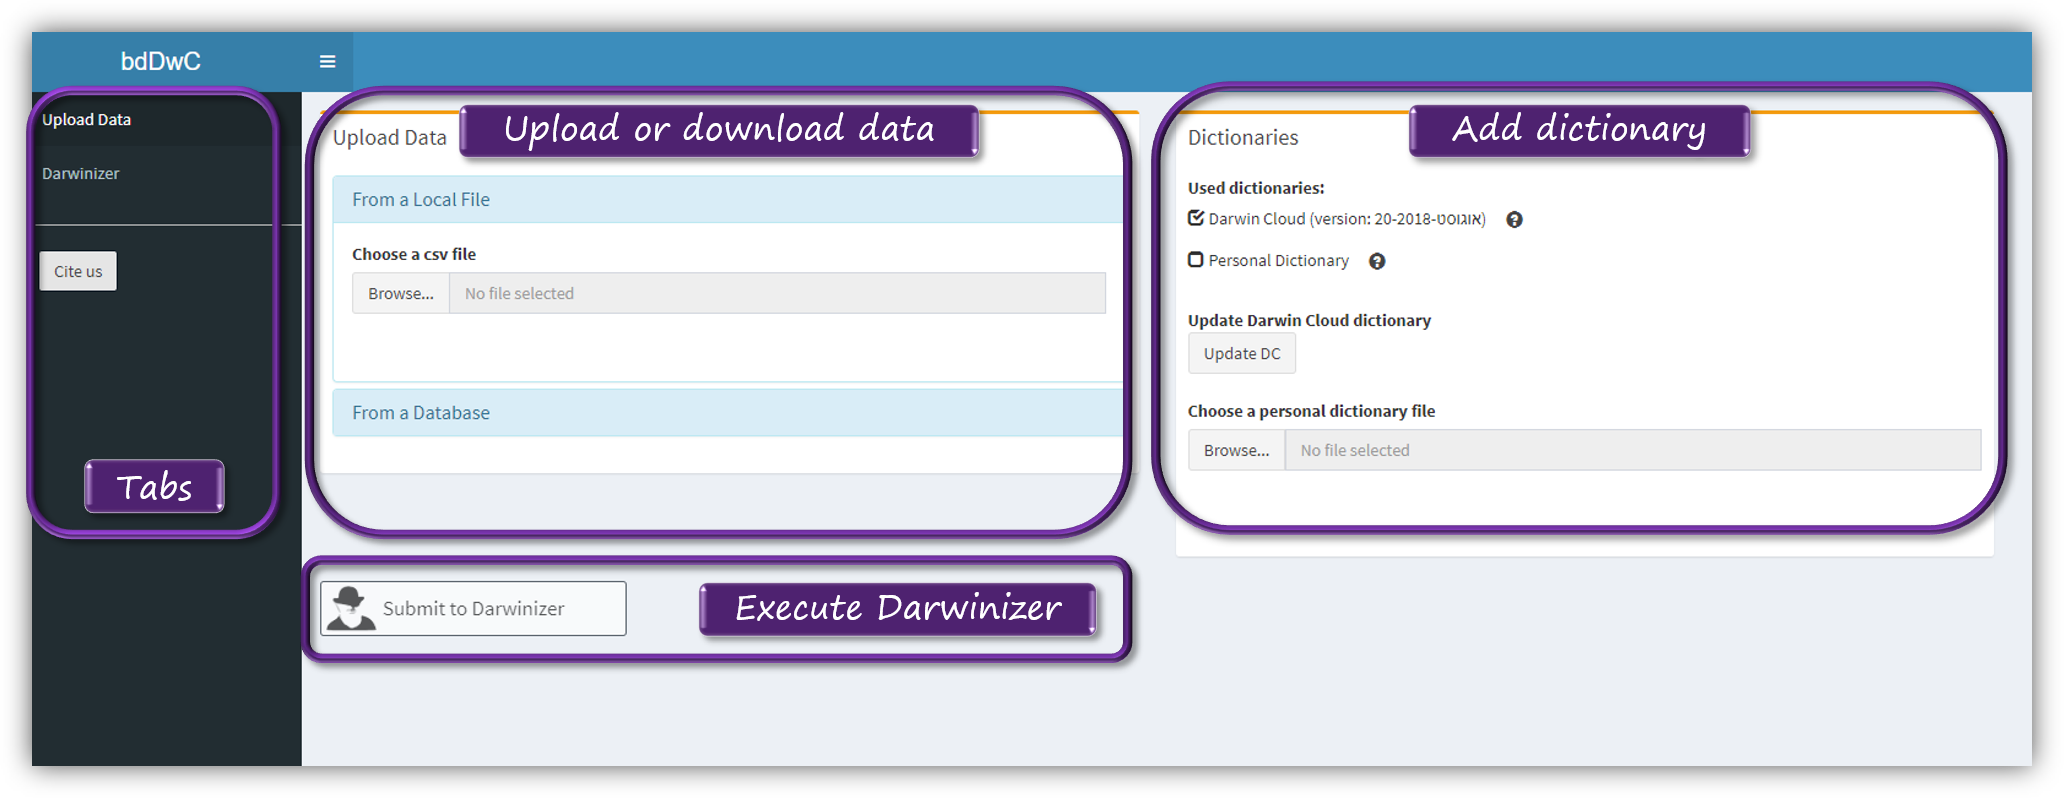 bdDwC
Upload Data
Darwinizer
Cite us
Tabs
Upload Data
Upload or download data
From a Local File
Choose a csv file
Browse...
No file selected
From a Database
Submit to Darwinizer
Execute Darwinizer
Dictionaries
Add dictionary
Used dictionaries:
Darwin Cloud (version: 20-אוגוסט-2018)
Personal Dictionary
Update Darwin Cloud dictionary
Update DC
Choose a personal dictionary file
Browse...
No file selected